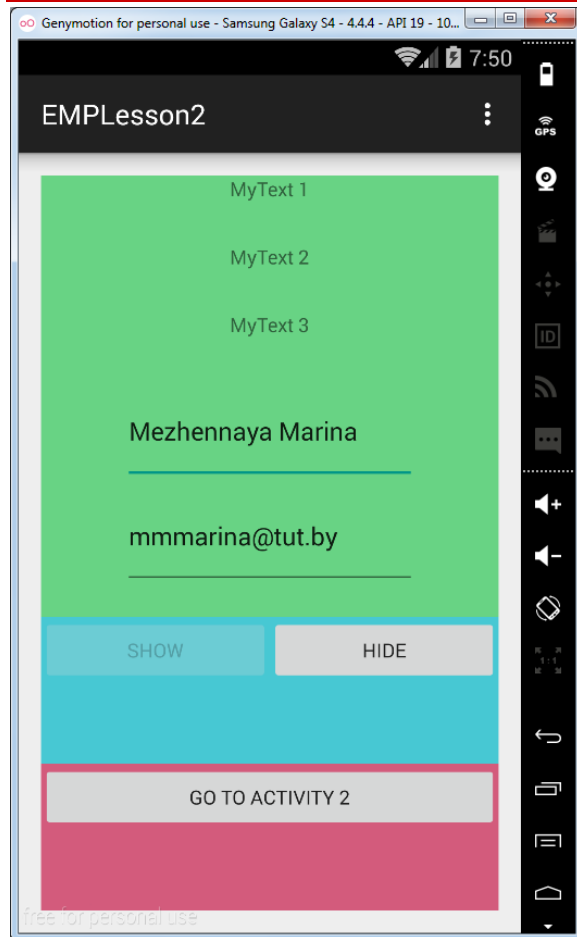 Genymotion for personal use - Samsung Galaxy S4 - 4.4.4 - API 19 - 10...
7:50
EMPLesson2
GPS
MyText 1
MyText 2
MyText 3
ID
Mezhennaya Marina
mmmarina@tut.by
SHOW HIDE
1:1
GO TO ACTIVITY 2
free for personal use